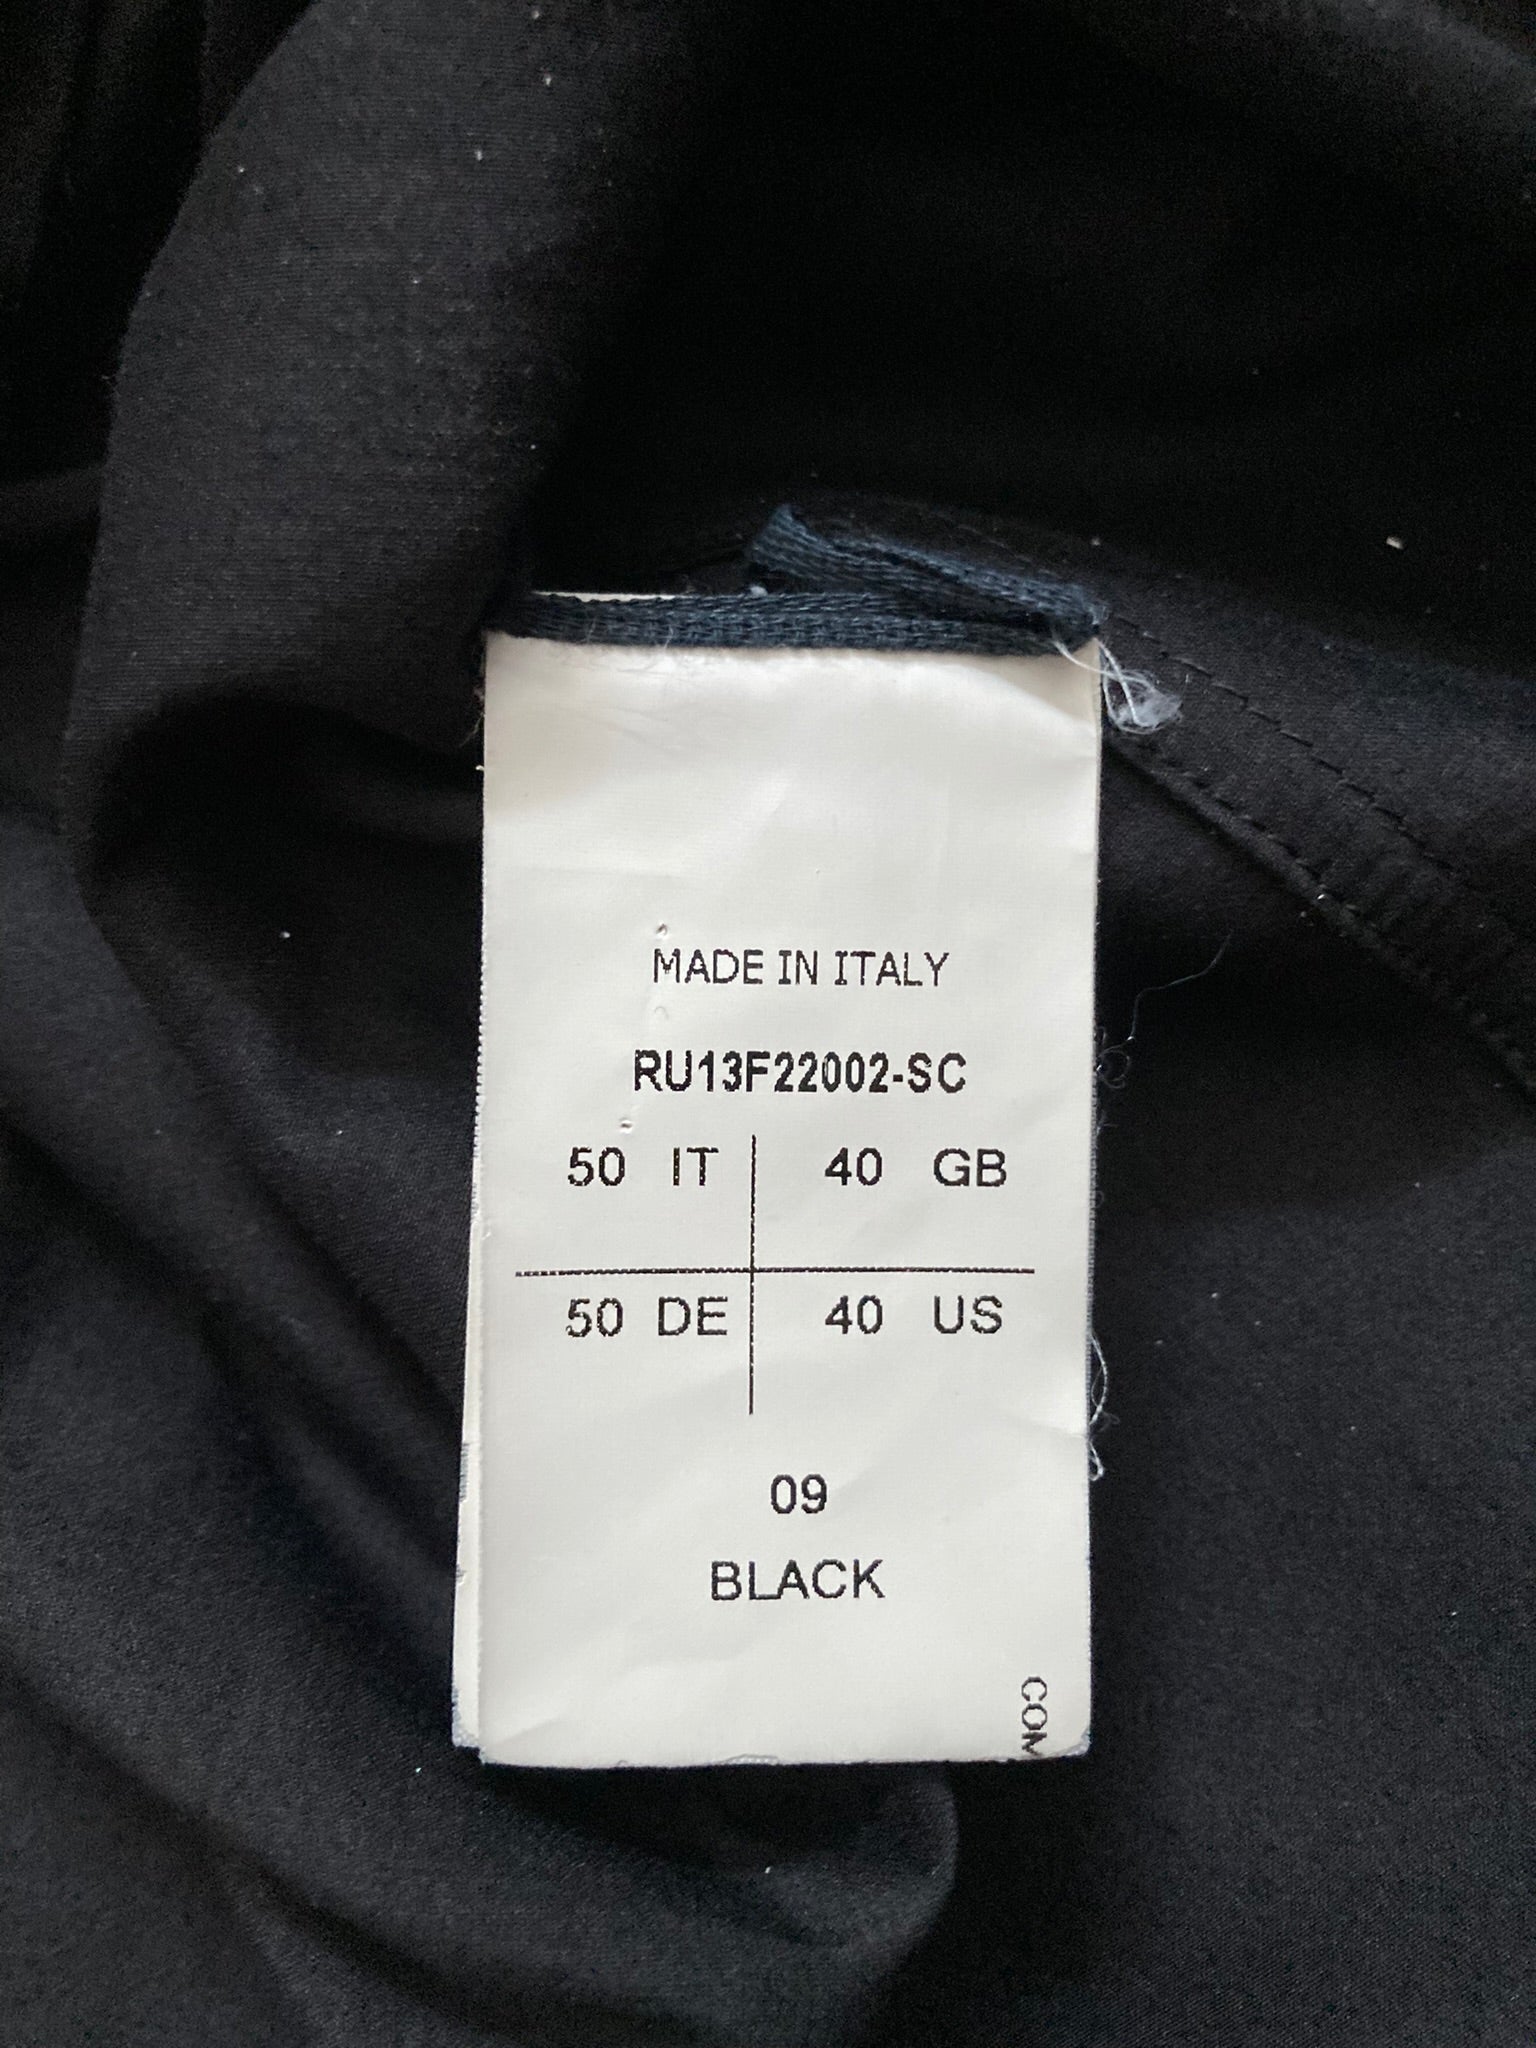 MADE IN ITALY
RU13F22002-SC
50 IT 40 GB
50 DE 40 US
09
BLACK
COM